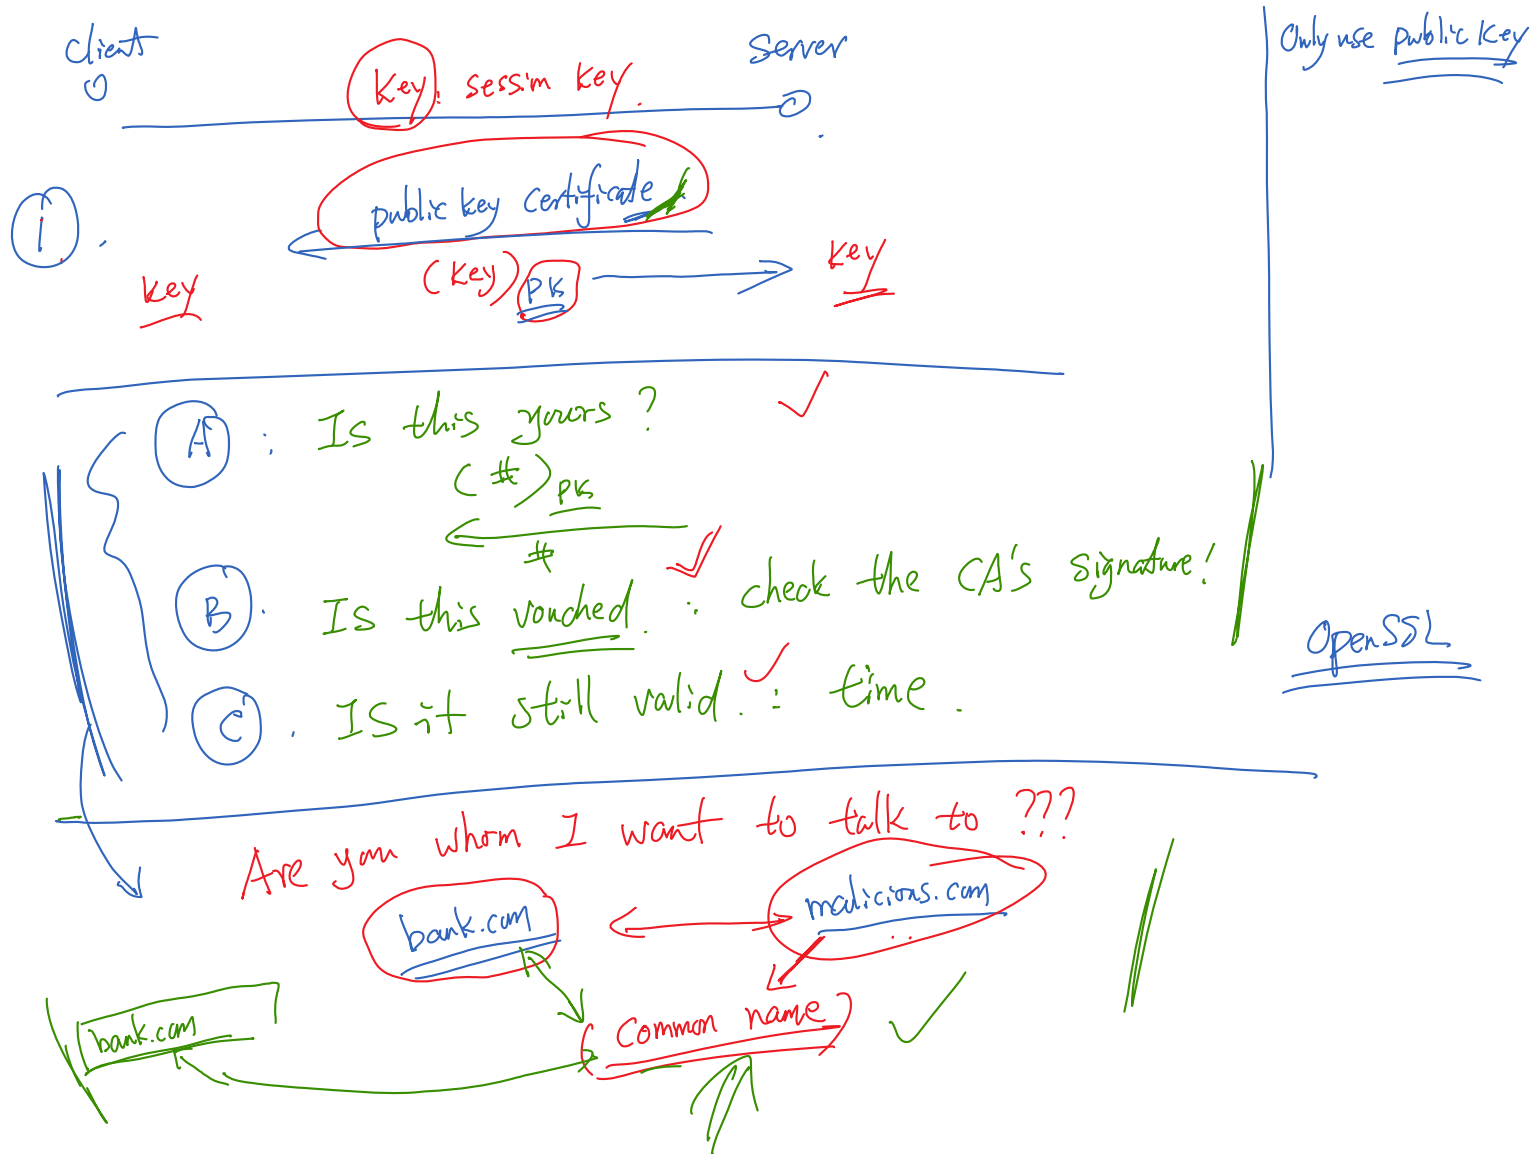 client
Server
Only use public key
key: session key.
1.
public key certificate
key
(key) pk
key
A: Is this yours?
(#) pk
#
B. Is this vouched. : check the CA's signature!
OpenSSL
C. Is it still valid. : time.
Are you whom I want to talk to ???
bank.com
malicious.com
bank.com
(common name)